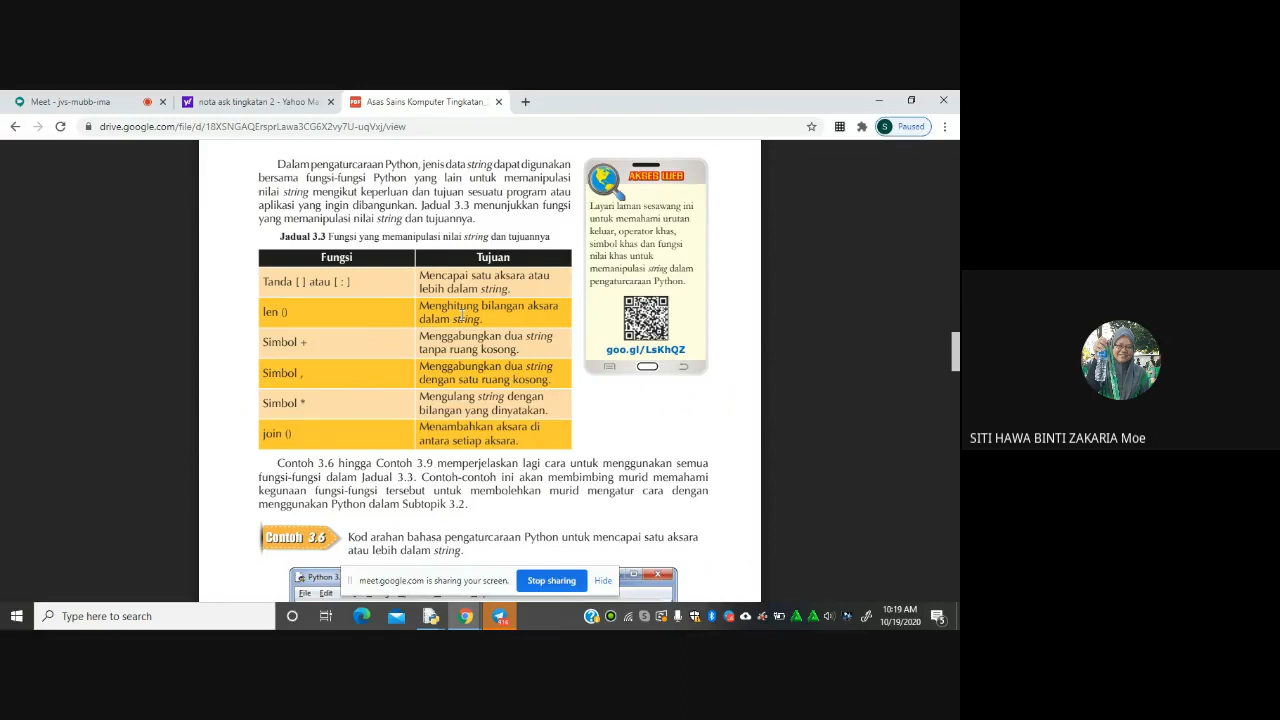 Meet - jvs-mubb-ima
nota ask tingkatan 2 - Yahoo Ma
Asas Sains Komputer Tingkatan_
drive.google.com/file/d/18XSNGAQErsprLawa3CG6X2vy7U-uqVxj/view
S Paused
Dalam pengaturcaraan Python, jenis data string dapat digunakan
bersama fungsi-fungsi Python yang lain untuk memanipulasi
nilai string mengikut keperluan dan tujuan sesuatu program atau
aplikasi yang ingin dibangunkan. Jadual 3.3 menunjukkan fungsi
yang memanipulasi nilai string dan tujuannya.
Jadual 3.3 Fungsi yang memanipulasi nilai string dan tujuannya
Fungsi Tujuan
Tanda [ ] atau [ : ] Mencapai satu aksara atau
lebih dalam string.
len () Menghitung bilangan aksara
dalam string.
Simbol + Menggabungkan dua string
tanpa ruang kosong.
Simbol , Menggabungkan dua string
dengan satu ruang kosong.
Simbol * Mengulang string dengan
bilangan yang dinyatakan.
join () Menambahkan aksara di
antara setiap aksara.
AKSES WEB
Layari laman sesawang ini
untuk memahami urutan
keluar, operator khas,
simbol khas dan fungsi
nilai khas untuk
memanipulasi string dalam
pengaturcaraan Python.
goo.gl/LsKhQZ
Contoh 3.6 hingga Contoh 3.9 memperjelaskan lagi cara untuk menggunakan semua
fungsi-fungsi dalam Jadual 3.3. Contoh-contoh ini akan membimbing murid memahami
kegunaan fungsi-fungsi tersebut untuk membolehkan murid mengatur cara dengan
menggunakan Python dalam Subtopik 3.2.
Contoh 3.6 Kod arahan bahasa pengaturcaraan Python untuk mencapai satu aksara
atau lebih dalam string.
Python 3.
File Edit
meet.google.com is sharing your screen.
Stop sharing
Hide
Type here to search
10:19 AM
10/19/2020
5
SITI HAWA BINTI ZAKARIA Moe